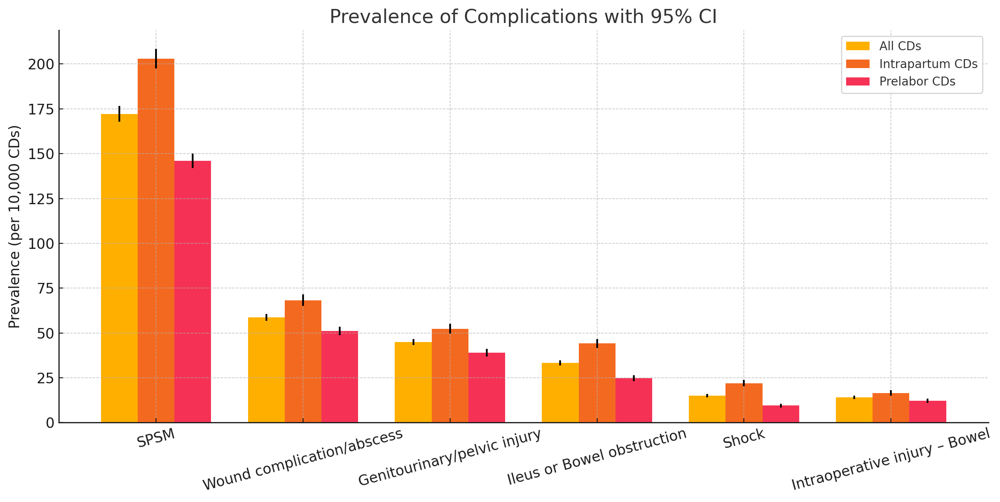 Prevalence of Complications with 95% CI
Prevalence (per 10,000 CDs)
200
175
150
125
100
75
50
25
0
All CDs
Intrapartum CDs
Prelabor CDs
SPSM
Wound complication/abscess
Genitourinary/pelvic injury
Ileus or Bowel obstruction
Shock
Intraoperative injury – Bowel